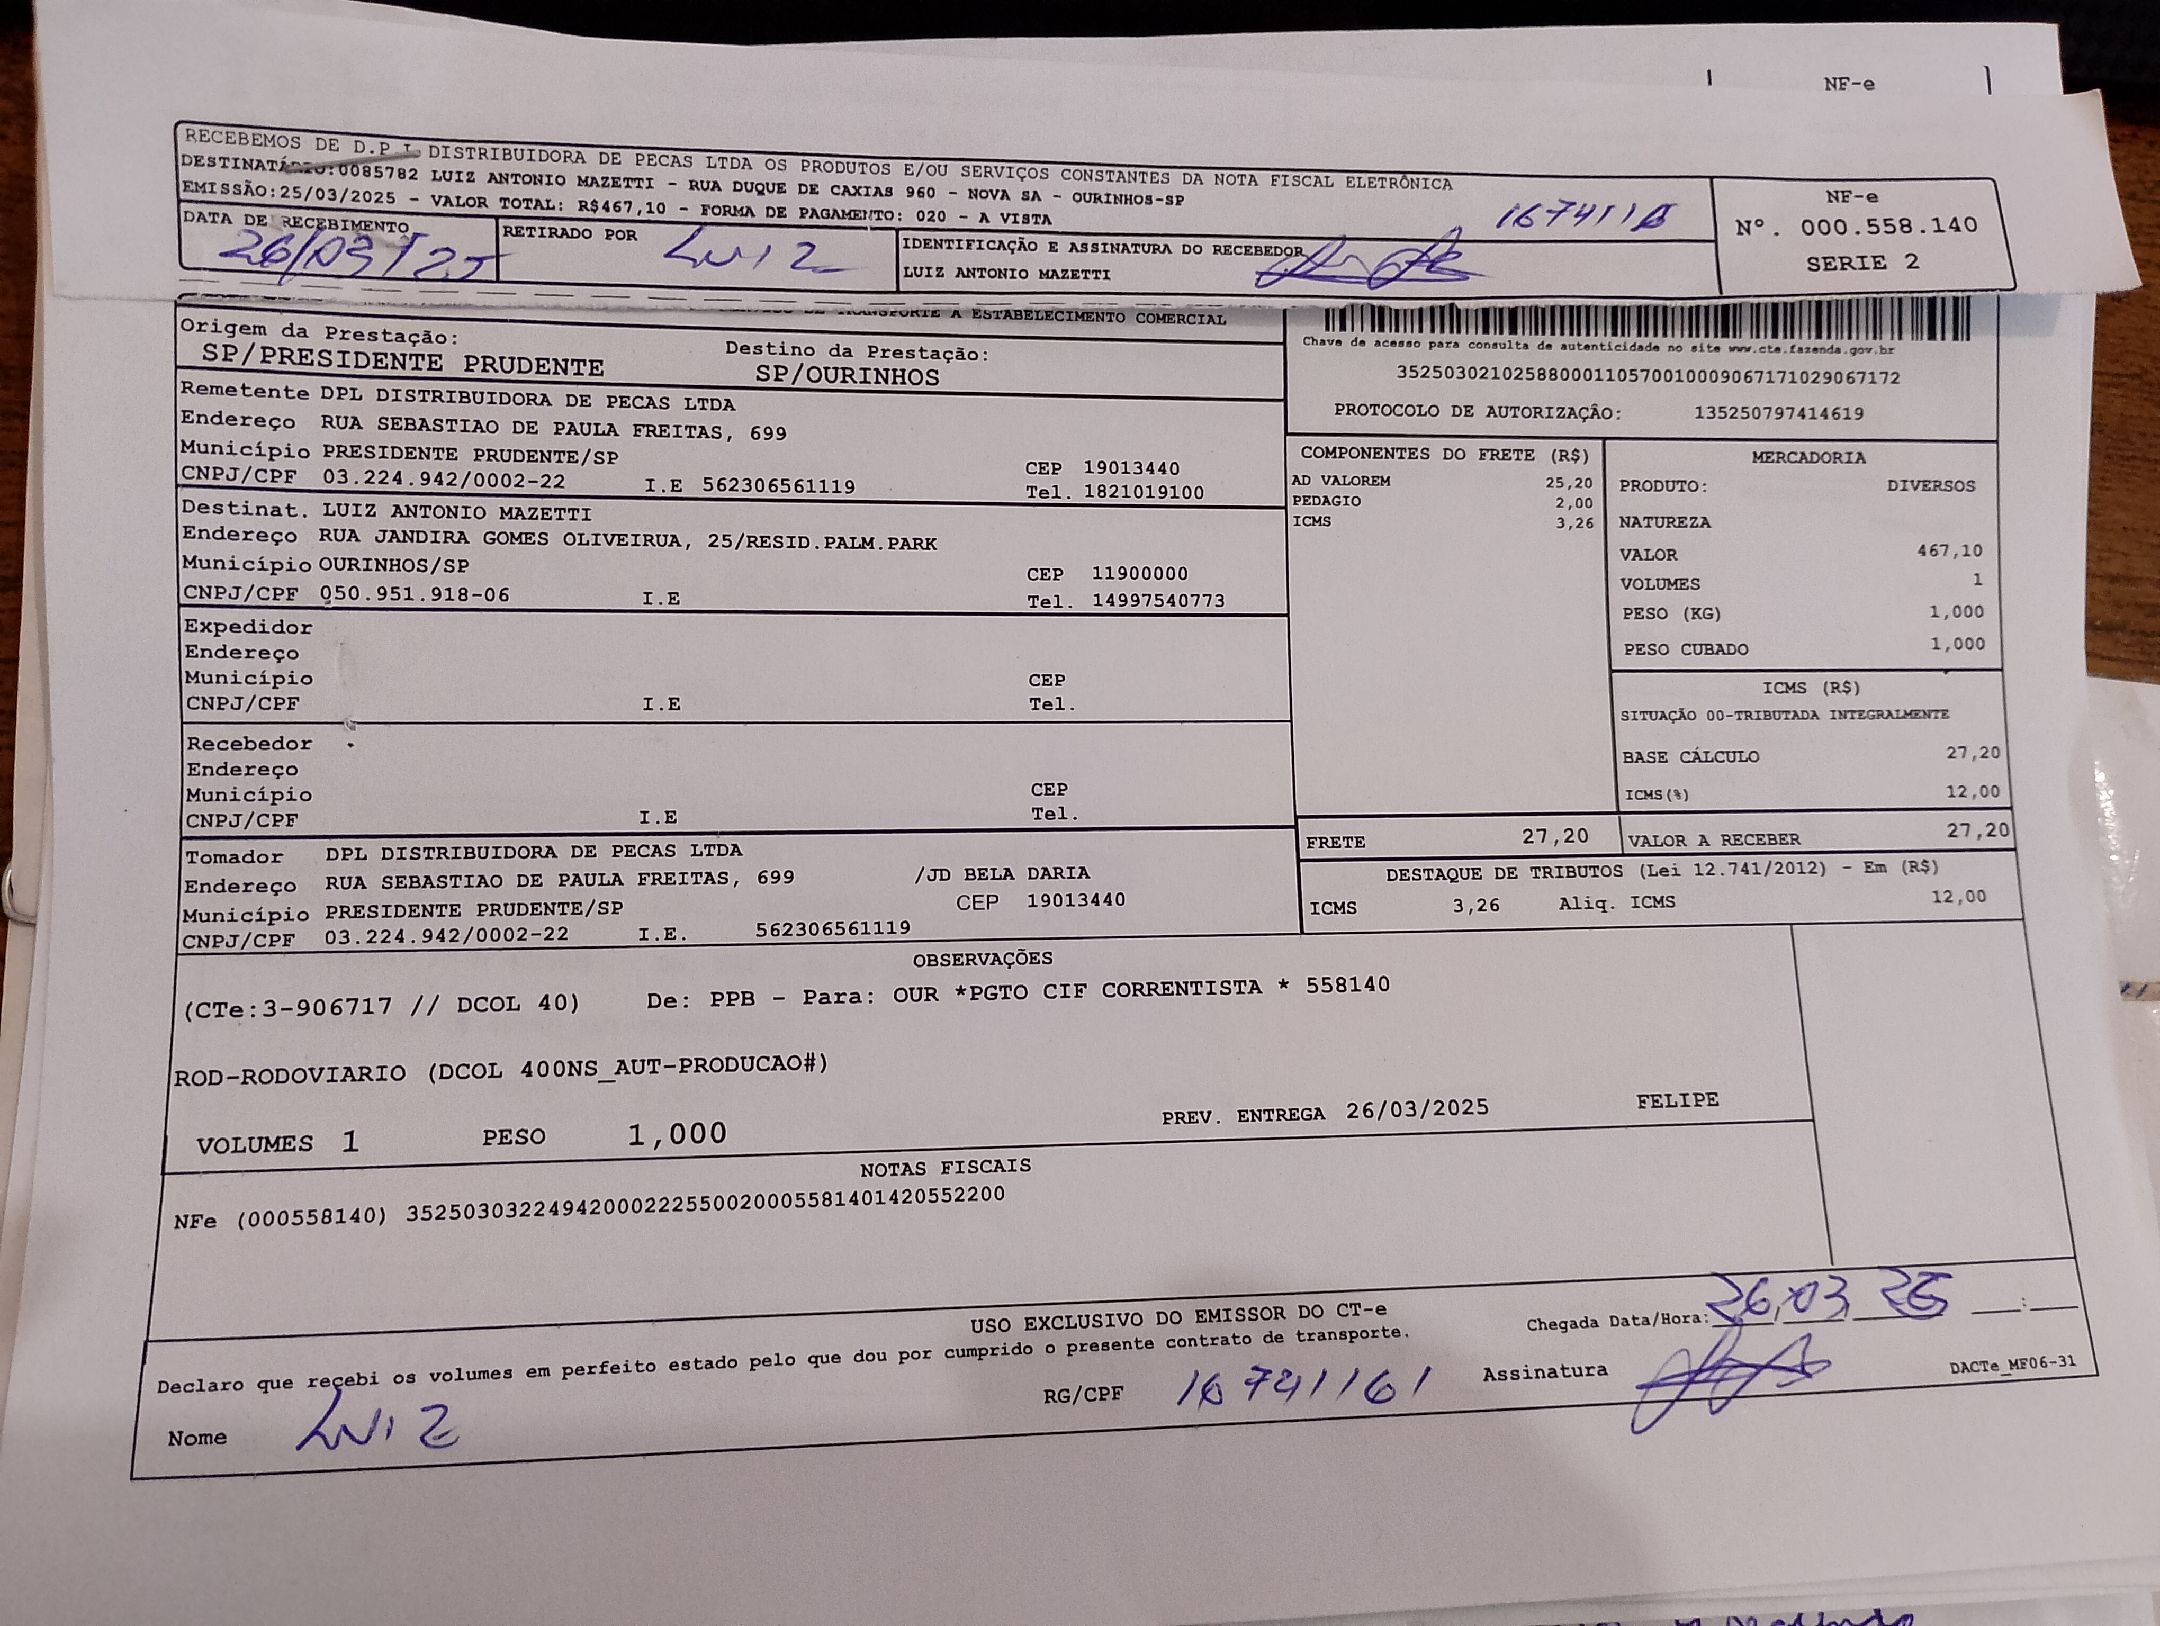 NF-e
RECEBEMOS DE D.P.L DISTRIBUIDORA DE PECAS LTDA OS PRODUTOS E/OU SERVIÇOS CONSTANTES DA NOTA FISCAL ELETRÔNICA
DESTINATÁRIO:0085782 LUIZ ANTONIO MAZETTI - RUA DUQUE DE CAXIAS 960 - NOVA SA - OURINHOS-SP
EMISSÃO:25/03/2025 - VALOR TOTAL: R$467,10 - FORMA DE PAGAMENTO: 020 - A VISTA
NF-e
Nº. 000.558.140
SERIE 2
DATA DE RECEBIMENTO
26/03/25
RETIRADO POR
LUIZ
IDENTIFICAÇÃO E ASSINATURA DO RECEBEDOR
LUIZ ANTONIO MAZETTI
DE TRANSPORTE A ESTABELECIMENTO COMERCIAL
Origem da Prestação:
SP/PRESIDENTE PRUDENTE
Destino da Prestação:
SP/OURINHOS
Chave de acesso para consulta de autenticidade no site www.cte.fazenda.gov.br
35250302102588000110570010009067171029067172
PROTOCOLO DE AUTORIZAÇÂO: 135250797414619
Remetente DPL DISTRIBUIDORA DE PECAS LTDA
Endereço RUA SEBASTIAO DE PAULA FREITAS, 699
Município PRESIDENTE PRUDENTE/SP CEP 19013440
CNPJ/CPF 03.224.942/0002-22 I.E 562306561119 Tel. 1821019100
Destinat. LUIZ ANTONIO MAZETTI
Endereço RUA JANDIRA GOMES OLIVEIRUA, 25/RESID.PALM.PARK
Município OURINHOS/SP CEP 11900000
CNPJ/CPF 050.951.918-06 I.E Tel. 14997540773
Expedidor
Endereço
Município CEP
CNPJ/CPF I.E Tel.
Recebedor
Endereço
Município CEP
CNPJ/CPF I.E Tel.
Tomador DPL DISTRIBUIDORA DE PECAS LTDA
Endereço RUA SEBASTIAO DE PAULA FREITAS, 699 /JD BELA DARIA
Município PRESIDENTE PRUDENTE/SP CEP 19013440
CNPJ/CPF 03.224.942/0002-22 I.E. 562306561119
COMPONENTES DO FRETE (R$)
AD VALOREM 25,20
PEDAGIO 2,00
ICMS 3,26
MERCADORIA
PRODUTO: DIVERSOS
NATUREZA
VALOR 467,10
VOLUMES 1
PESO (KG) 1,000
PESO CUBADO 1,000
ICMS (R$)
SITUAÇÃO 00-TRIBUTADA INTEGRALMENTE
BASE CÁLCULO 27,20
ICMS(%) 12,00
FRETE 27,20 VALOR A RECEBER 27,20
DESTAQUE DE TRIBUTOS (Lei 12.741/2012) - Em (R$)
ICMS 3,26 Aliq. ICMS 12,00
OBSERVAÇÕES
(CTe:3-906717 // DCOL 40) De: PPB - Para: OUR *PGTO CIF CORRENTISTA * 558140
ROD-RODOVIARIO (DCOL 400NS_AUT-PRODUCAO#)
VOLUMES 1 PESO 1,000 PREV. ENTREGA 26/03/2025 FELIPE
NOTAS FISCAIS
NFe (000558140) 35250303224942000222550020005581401420552200
USO EXCLUSIVO DO EMISSOR DO CT-e
Declaro que recebi os volumes em perfeito estado pelo que dou por cumprido o presente contrato de transporte.
Chegada Data/Hora: 26,03,25 __:__
Nome LUIZ RG/CPF 16741161 Assinatura
DACTe_MF06-31